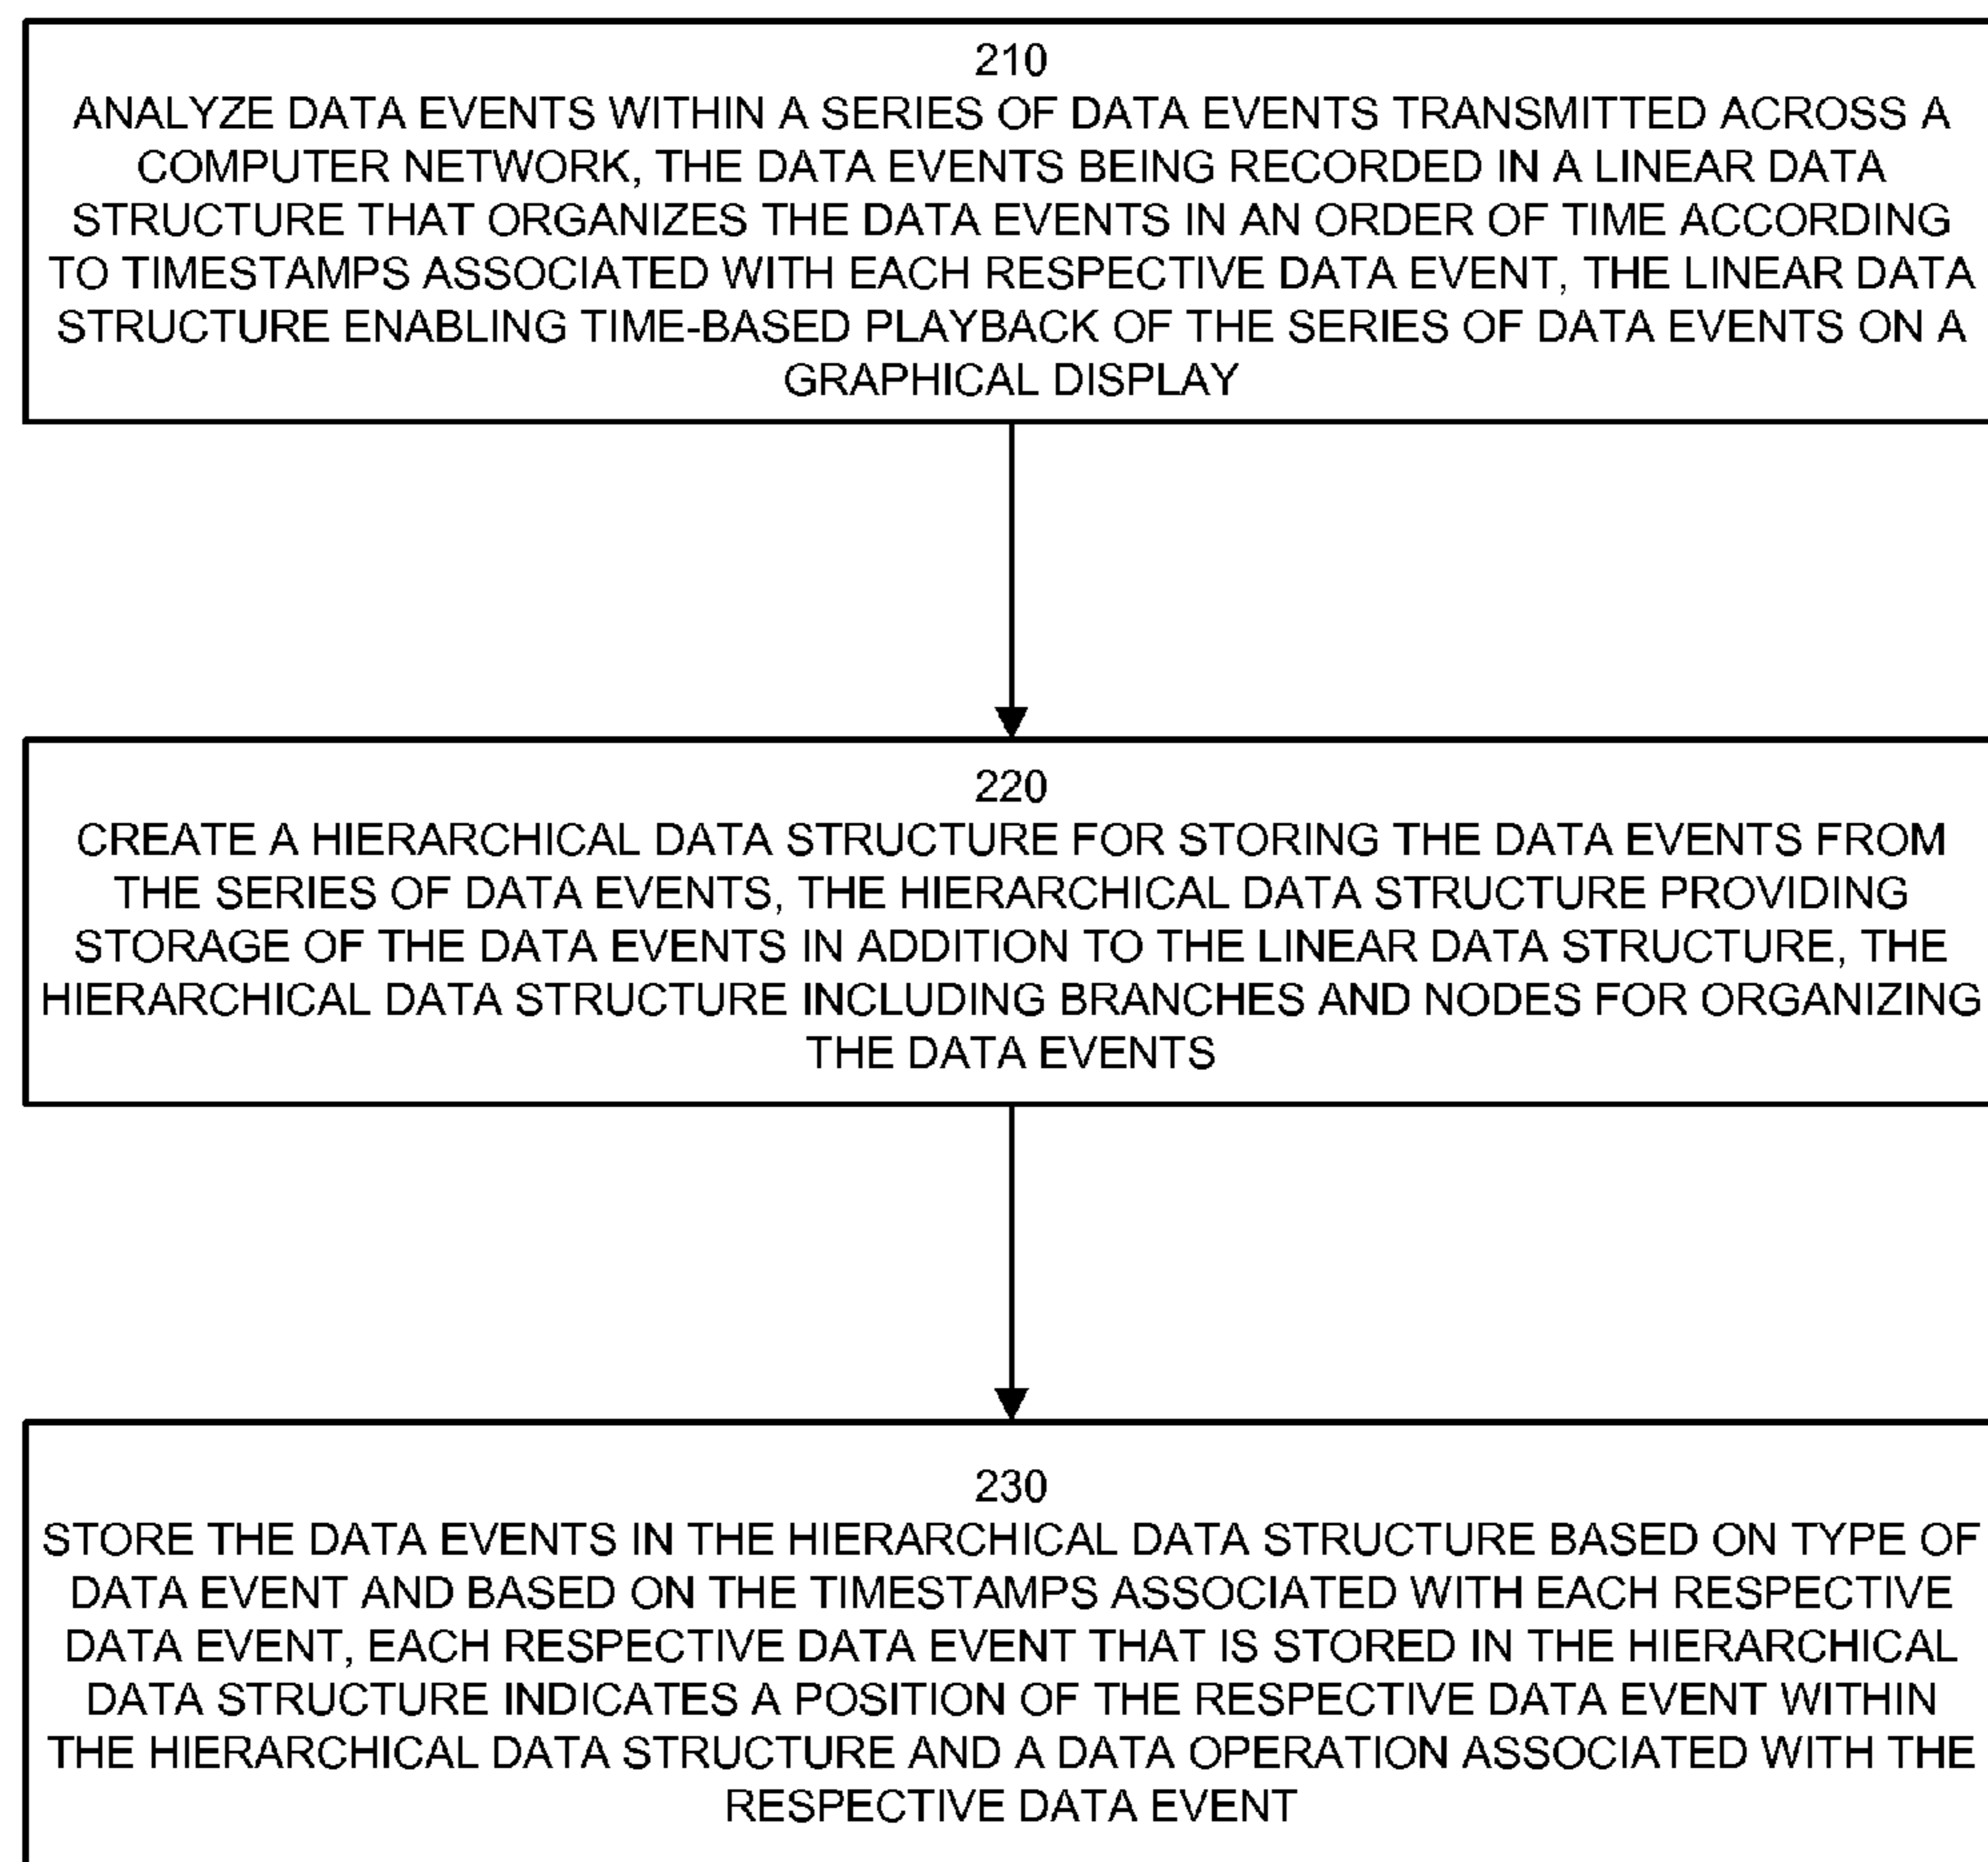 210
ANALYZE DATA EVENTS WITHIN A SERIES OF DATA EVENTS TRANSMITTED ACROSS A
COMPUTER NETWORK, THE DATA EVENTS BEING RECORDED IN A LINEAR DATA
STRUCTURE THAT ORGANIZES THE DATA EVENTS IN AN ORDER OF TIME ACCORDING
TO TIMESTAMPS ASSOCIATED WITH EACH RESPECTIVE DATA EVENT, THE LINEAR DATA
STRUCTURE ENABLING TIME-BASED PLAYBACK OF THE SERIES OF DATA EVENTS ON A
GRAPHICAL DISPLAY
220
CREATE A HIERARCHICAL DATA STRUCTURE FOR STORING THE DATA EVENTS FROM
THE SERIES OF DATA EVENTS, THE HIERARCHICAL DATA STRUCTURE PROVIDING
STORAGE OF THE DATA EVENTS IN ADDITION TO THE LINEAR DATA STRUCTURE, THE
HIERARCHICAL DATA STRUCTURE INCLUDING BRANCHES AND NODES FOR ORGANIZING
THE DATA EVENTS
230
STORE THE DATA EVENTS IN THE HIERARCHICAL DATA STRUCTURE BASED ON TYPE OF
DATA EVENT AND BASED ON THE TIMESTAMPS ASSOCIATED WITH EACH RESPECTIVE
DATA EVENT, EACH RESPECTIVE DATA EVENT THAT IS STORED IN THE HIERARCHICAL
DATA STRUCTURE INDICATES A POSITION OF THE RESPECTIVE DATA EVENT WITHIN
THE HIERARCHICAL DATA STRUCTURE AND A DATA OPERATION ASSOCIATED WITH THE
RESPECTIVE DATA EVENT